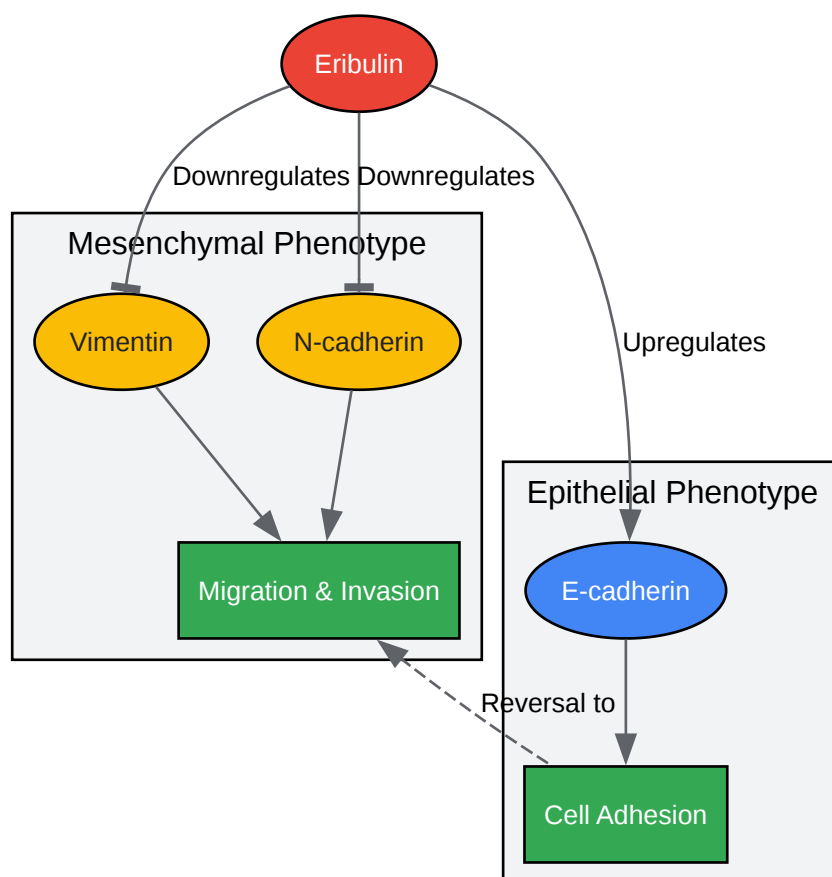 Eribulin
Downregulates
Downregulates
Mesenchymal Phenotype
Vimentin
N-cadherin
Upregulates
Epithelial Phenotype
Migration & Invasion
E-cadherin
Reversal to
Cell Adhesion